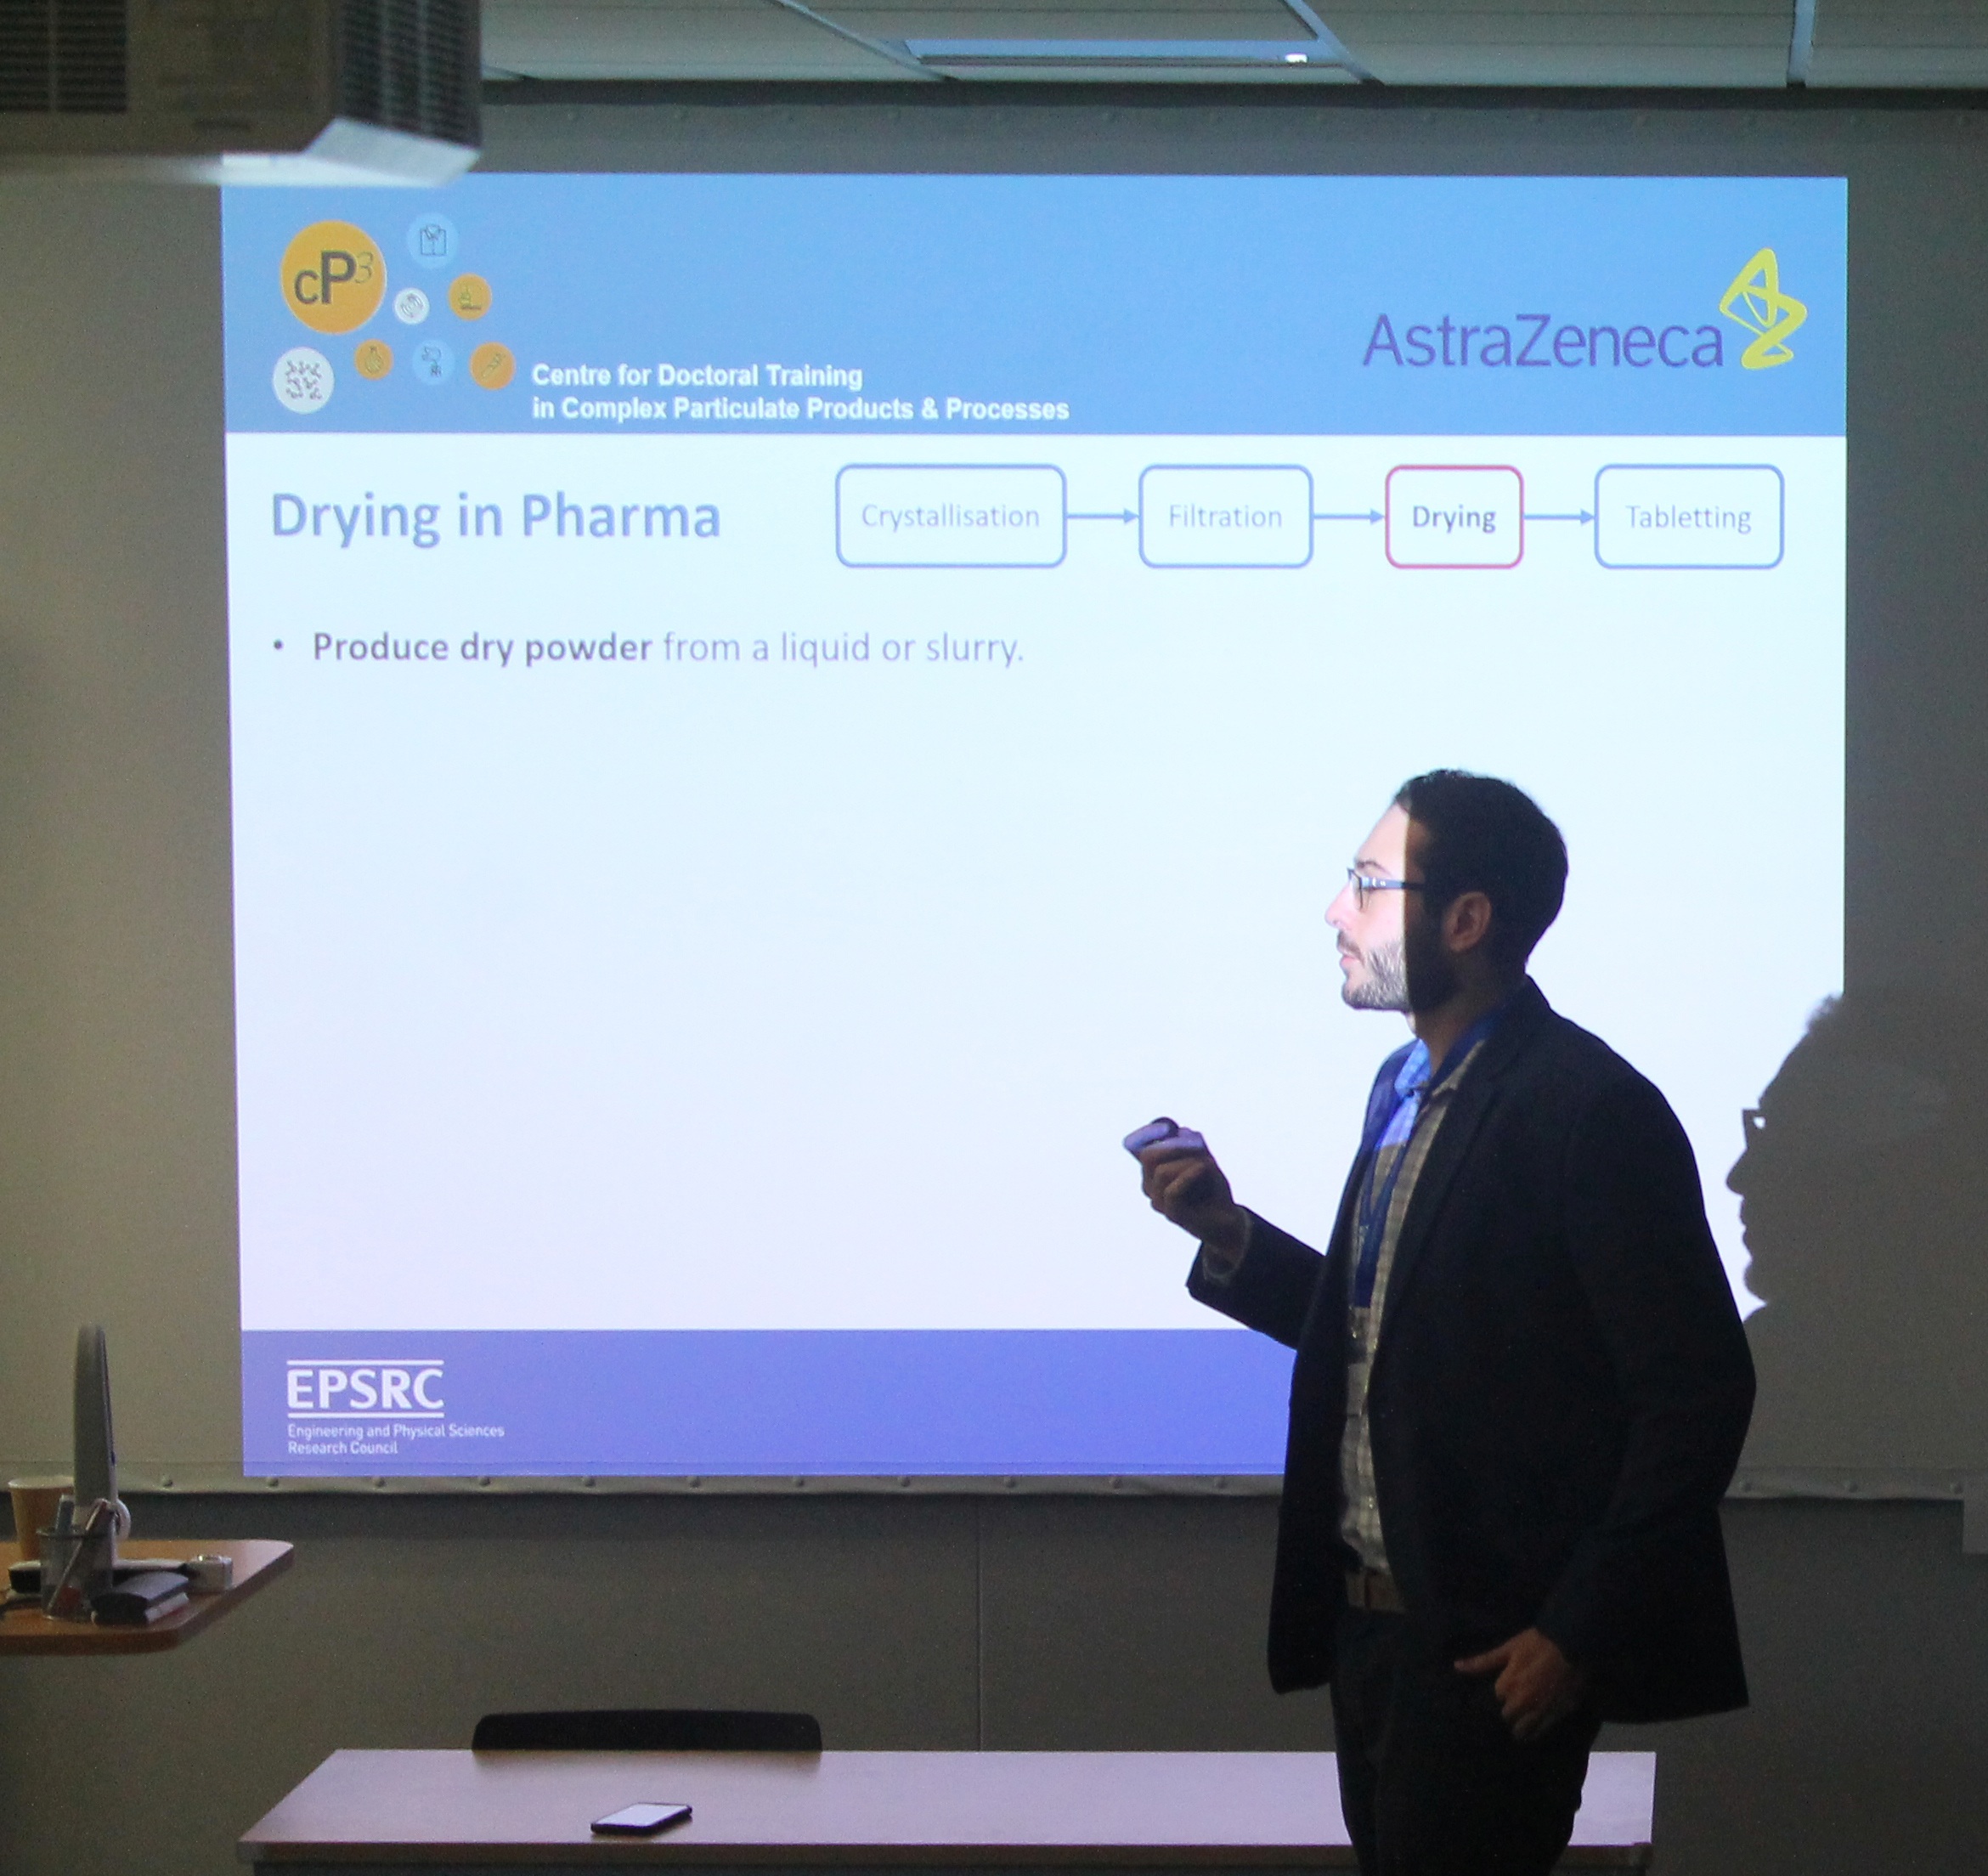 cP3
AstraZeneca
Centre for Doctoral Training
in Complex Particulate Products & Processes
Drying in Pharma
Crystallisation
Filtration
Drying
Tabletting
• Produce dry powder from a liquid or slurry.
EPSRC
Engineering and Physical Sciences
Research Council